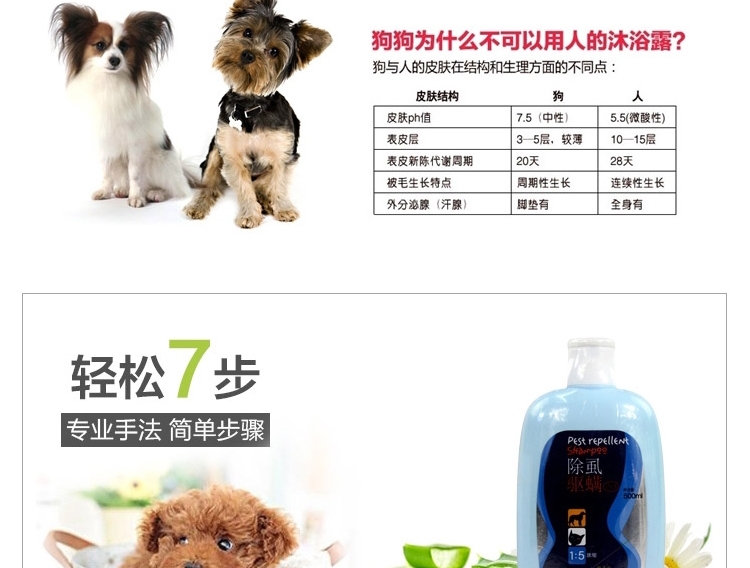 狗狗为什么不可以用人的沐浴露?
狗与人的皮肤在结构和生理方面的不同点：
皮肤结构 狗 人
皮肤ph值 7.5（中性） 5.5(微酸性)
表皮层 3—5层，较薄 10—15层
表皮新陈代谢周期 20天 28天
被毛生长特点 周期性生长 连续性生长
外分泌腺（汗腺） 脚垫有 全身有
轻松7步
专业手法 简单步骤
Pest repellent
Shampoo
除虱
驱螨
500ml
1:5